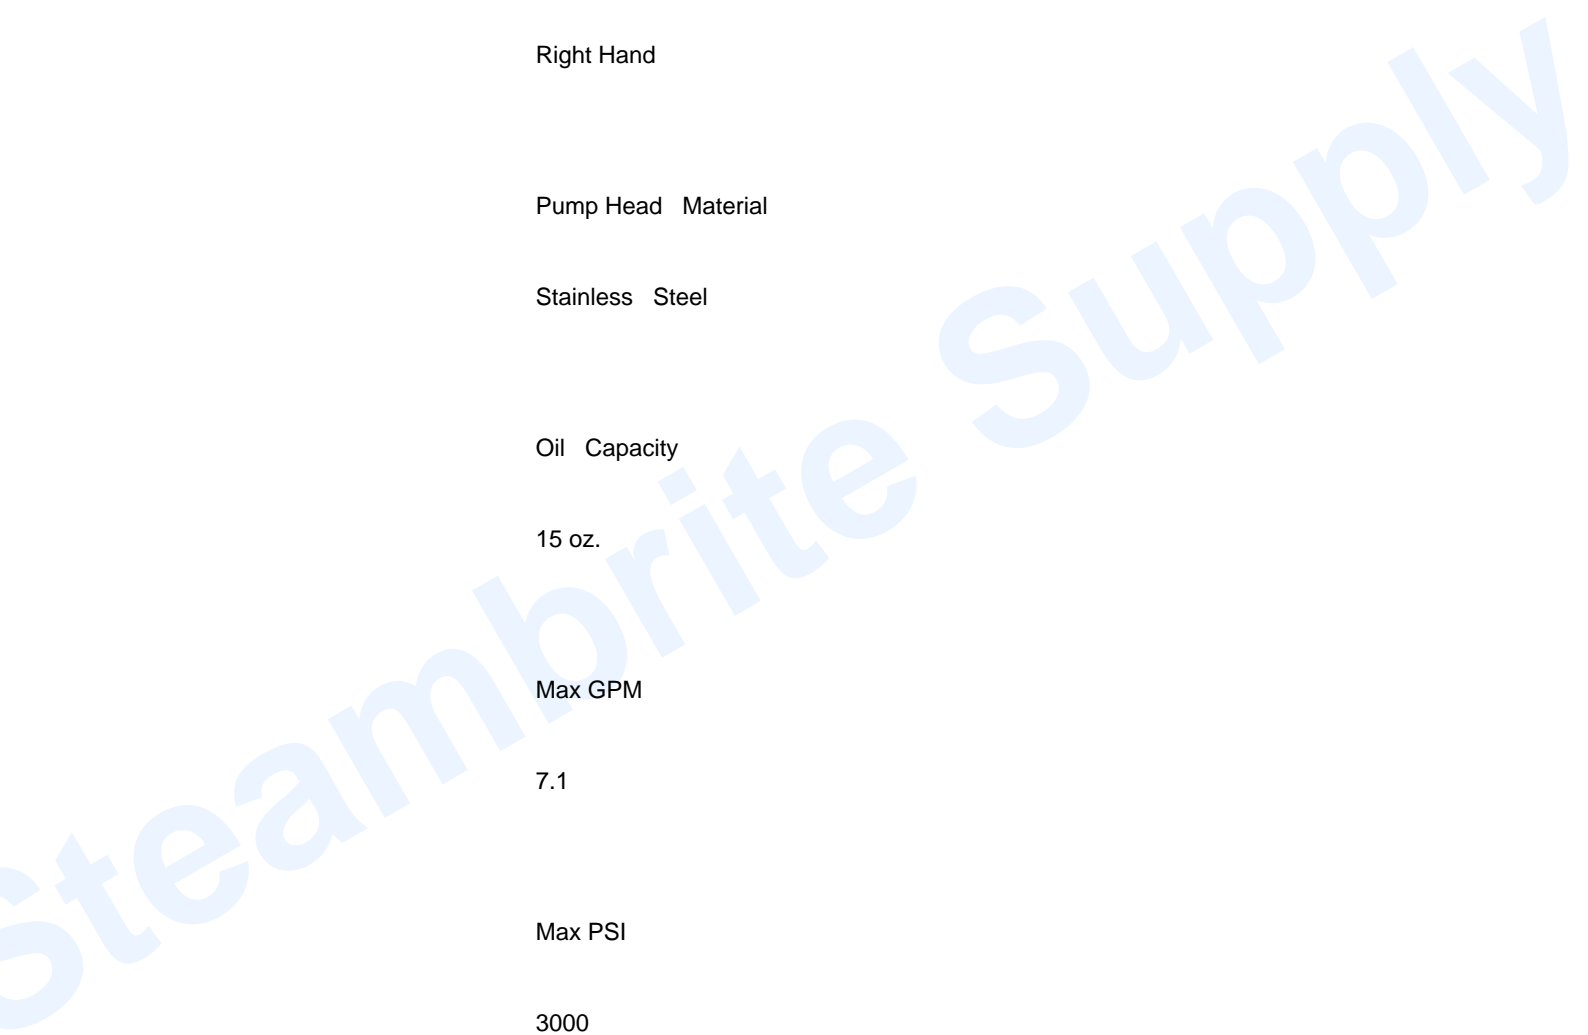 Right Hand
Pump Head Material
Stainless Steel
Oil Capacity
15 oz.
Max GPM
7.1
Max PSI
3000
Steambrite Supply